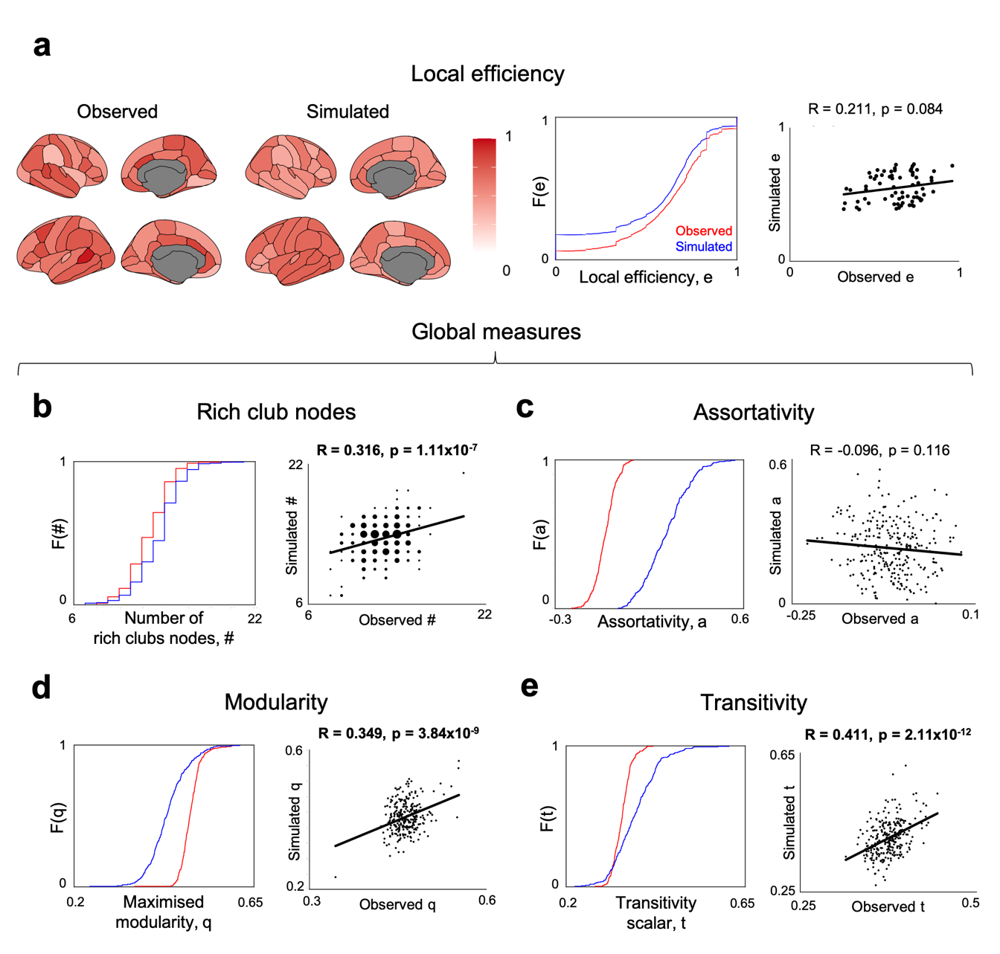 a
Local efficiency
Observed
Simulated
1
0
1
F(e)
0
Observed
Simulated
0
Local efficiency, e
1
R = 0.211, p = 0.084
1
Simulated e
0
0
Observed e
1
Global measures
b
Rich club nodes
1
F(#)
0
6
Number of
rich clubs nodes, #
22
R = 0.316, p = 1.11x10-7
22
Simulated #
6
6
Observed #
22
c
Assortativity
1
F(a)
0
-0.3
Assortativity, a
0.6
R = -0.096, p = 0.116
0.6
Simulated a
0
-0.25
Observed a
0.1
d
Modularity
1
F(q)
0
0.2
Maximised
modularity, q
0.65
R = 0.349, p = 3.84x10-9
0.6
Simulated q
0.2
0.3
Observed q
0.6
e
Transitivity
1
F(t)
0
0.2
Transitivity
scalar, t
0.65
R = 0.411, p = 2.11x10-12
0.65
Simulated t
0.25
0.25
Observed t
0.5